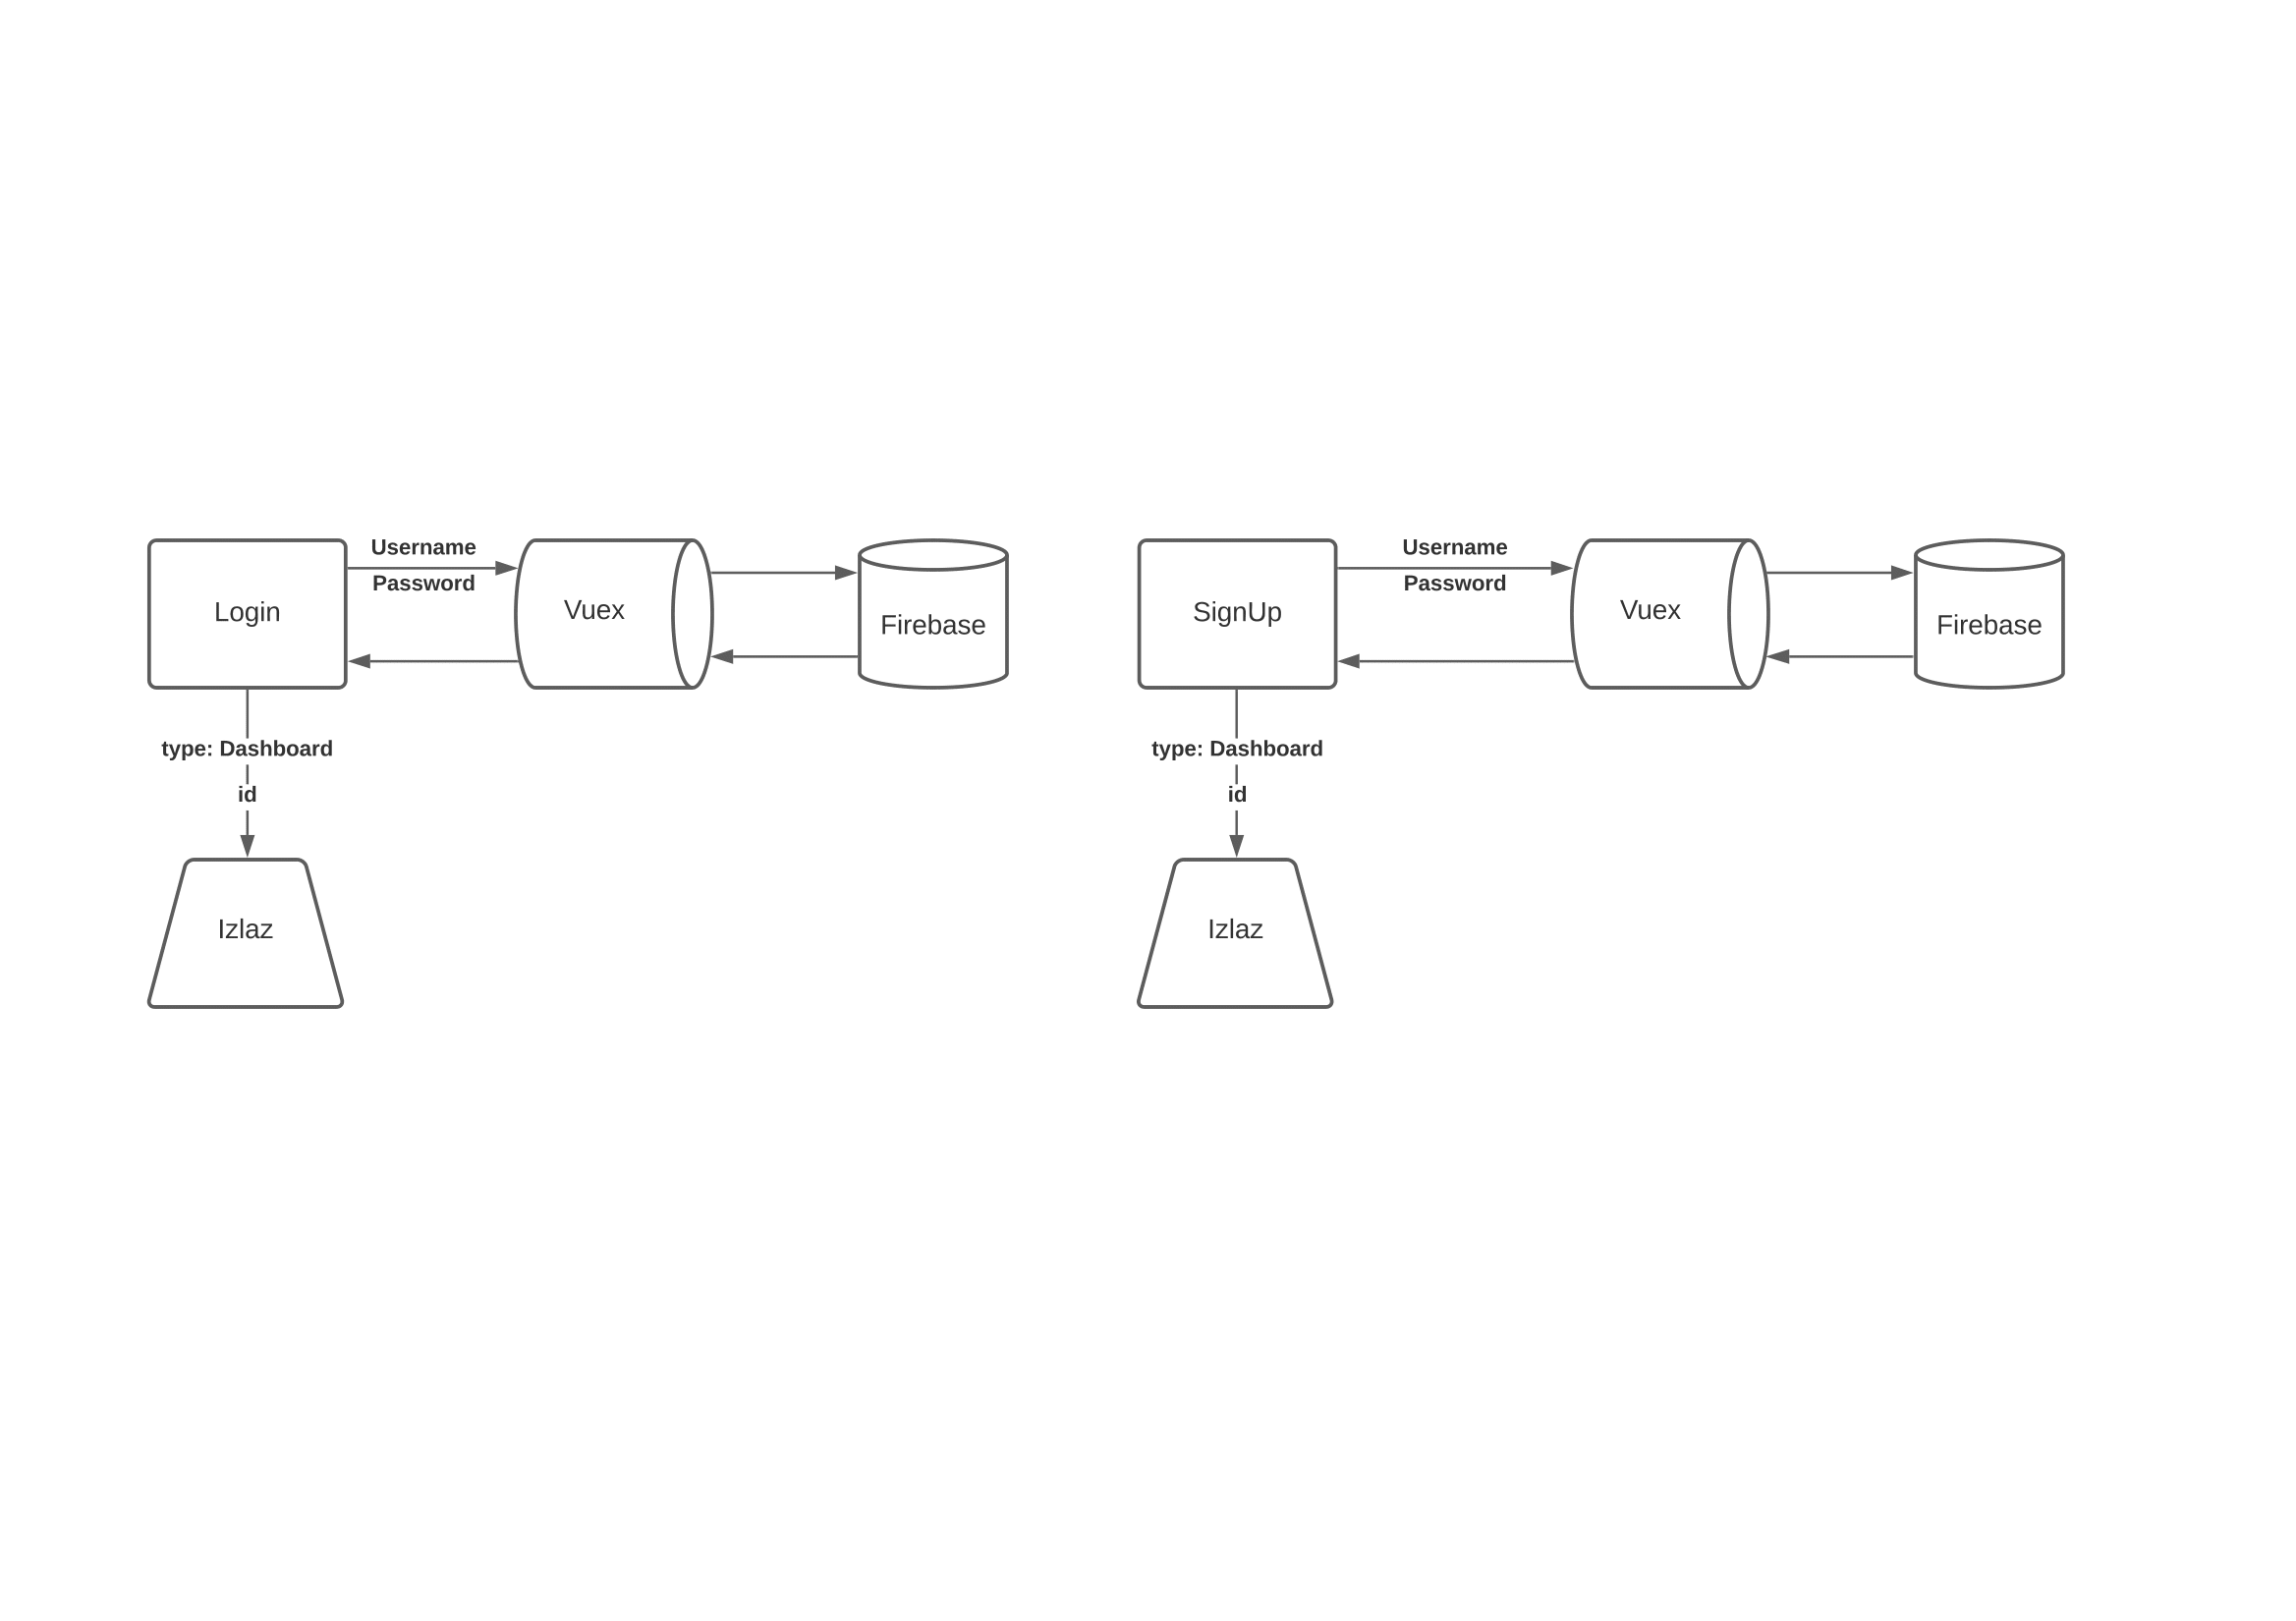 Login
Username
Password
Vuex
Firebase
type: Dashboard
id
Izlaz
SignUp
Username
Password
Vuex
Firebase
type: Dashboard
id
Izlaz